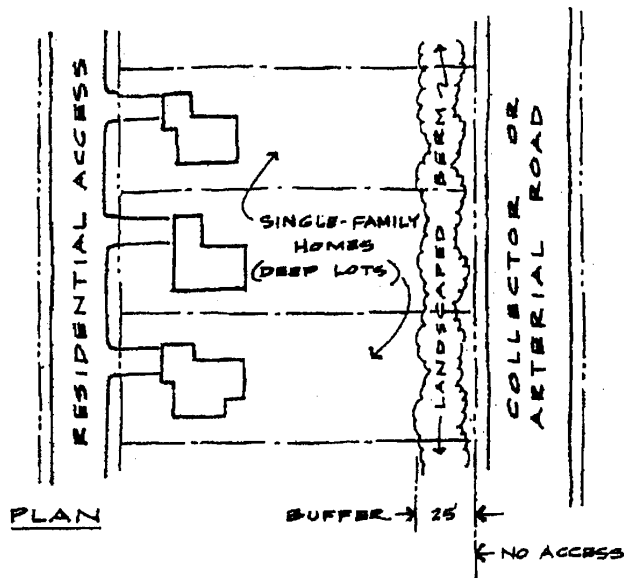 RESIDENTIAL ACCESS
SINGLE-FAMILY
HOMES
(DEEP LOTS)
LANDSCAPED BERM
COLLECTOR OR
ARTERIAL ROAD
PLAN
BUFFER
25'
NO ACCESS